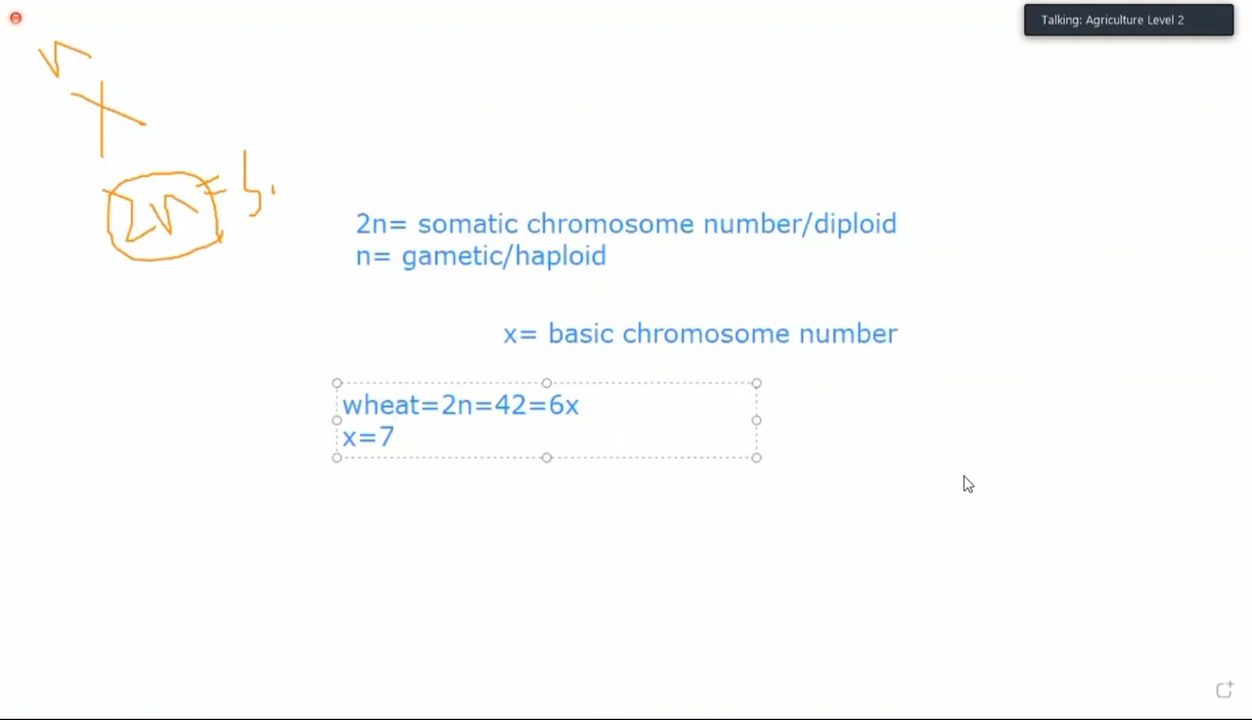 Talking: Agriculture Level 2
n
2n =
2n= somatic chromosome number/diploid
n= gametic/haploid
x= basic chromosome number
wheat=2n=42=6x
x=7